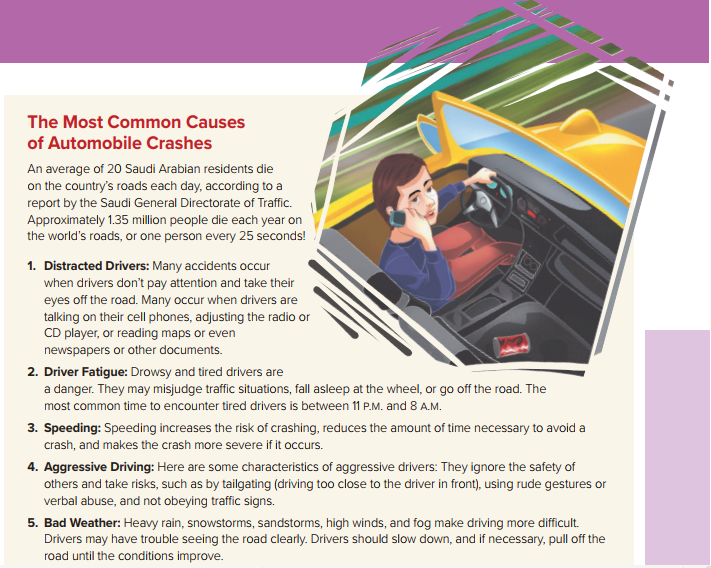 The Most Common Causes
of Automobile Crashes
An average of 20 Saudi Arabian residents die
on the country's roads each day, according to a
report by the Saudi General Directorate of Traffic.
Approximately 1.35 million people die each year on
the world's roads, or one person every 25 seconds!
1. Distracted Drivers: Many accidents occur
when drivers don't pay attention and take their
eyes off the road. Many occur when drivers are
talking on their cell phones, adjusting the radio or
CD player, or reading maps or even
newspapers or other documents.
2. Driver Fatigue: Drowsy and tired drivers are
a danger. They may misjudge traffic situations, fall asleep at the wheel, or go off the road. The
most common time to encounter tired drivers is between 11 P.M. and 8 A.M.
3. Speeding: Speeding increases the risk of crashing, reduces the amount of time necessary to avoid a
crash, and makes the crash more severe if it occurs.
4. Aggressive Driving: Here are some characteristics of aggressive drivers: They ignore the safety of
others and take risks, such as by tailgating (driving too close to the driver in front), using rude gestures or
verbal abuse, and not obeying traffic signs.
5. Bad Weather: Heavy rain, snowstorms, sandstorms, high winds, and fog make driving more difficult.
Drivers may have trouble seeing the road clearly. Drivers should slow down, and if necessary, pull off the
road until the conditions improve.